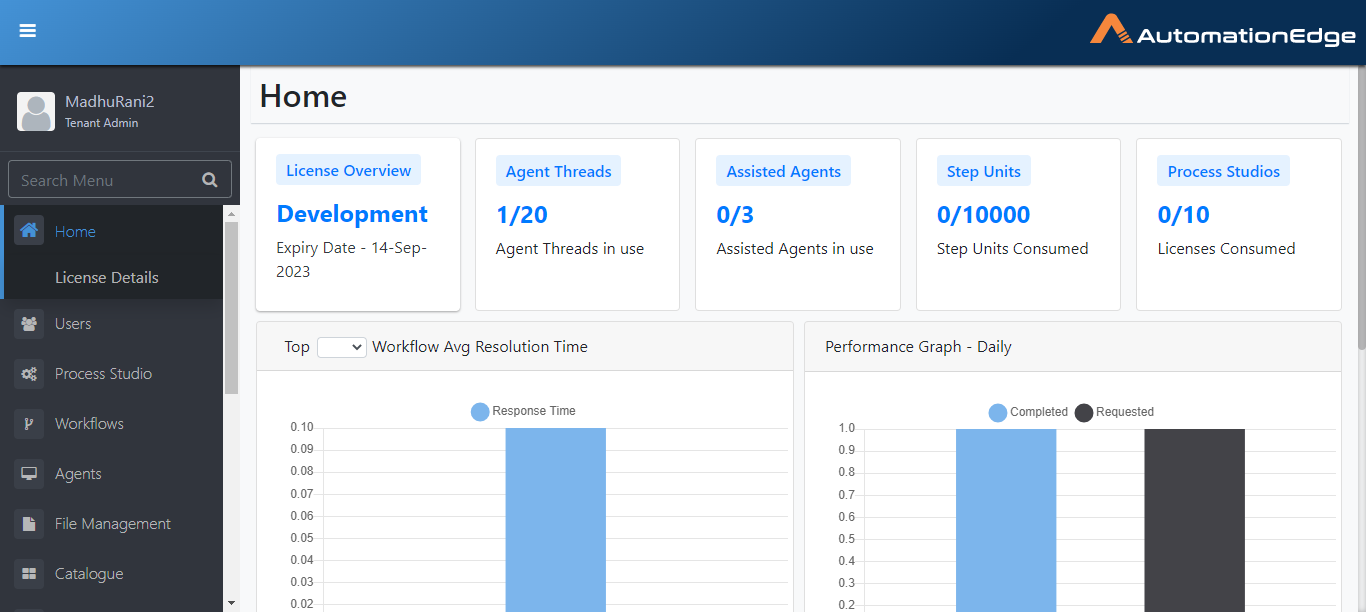 AutomationEdge
MadhuRani2
Tenant Admin
Search Menu
Home
License Details
Users
Process Studio
Workflows
Agents
File Management
Catalogue
Home
License Overview
Development
Expiry Date - 14-Sep-
2023
Agent Threads
1/20
Agent Threads in use
Assisted Agents
0/3
Assisted Agents in use
Step Units
0/10000
Step Units Consumed
Process Studios
0/10
Licenses Consumed
Top Workflow Avg Resolution Time
Response Time
0.10
0.09
0.08
0.07
0.06
0.05
0.04
0.03
0.02
Performance Graph - Daily
Completed Requested
1.0
0.9
0.8
0.7
0.6
0.5
0.4
0.3
0.2